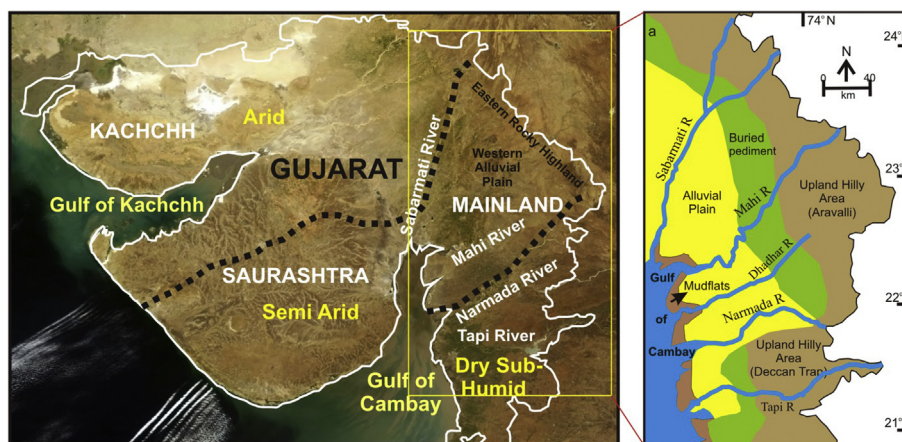 KACHCHH
Arid
GUJARAT
Gulf of Kachchh
SAURASHTRA
Semi Arid
Sabarmati River
Eastern Rocky Highland
Western
Alluvial
Plain
MAINLAND
Mahi River
Narmada River
Tapi River
Dry Sub-
Humid
Gulf of
Cambay
a
74°N
24°
N
0 40
km
Sabarmati R
Buried
pediment
Mahi R
23°
Alluvial
Plain
Upland Hilly
Area
(Aravalli)
Dhadhar R
Gulf
Mudflats
of
Narmada R
22°
Cambay
Upland Hilly
Area
(Deccan Trap)
Tapi R
21°